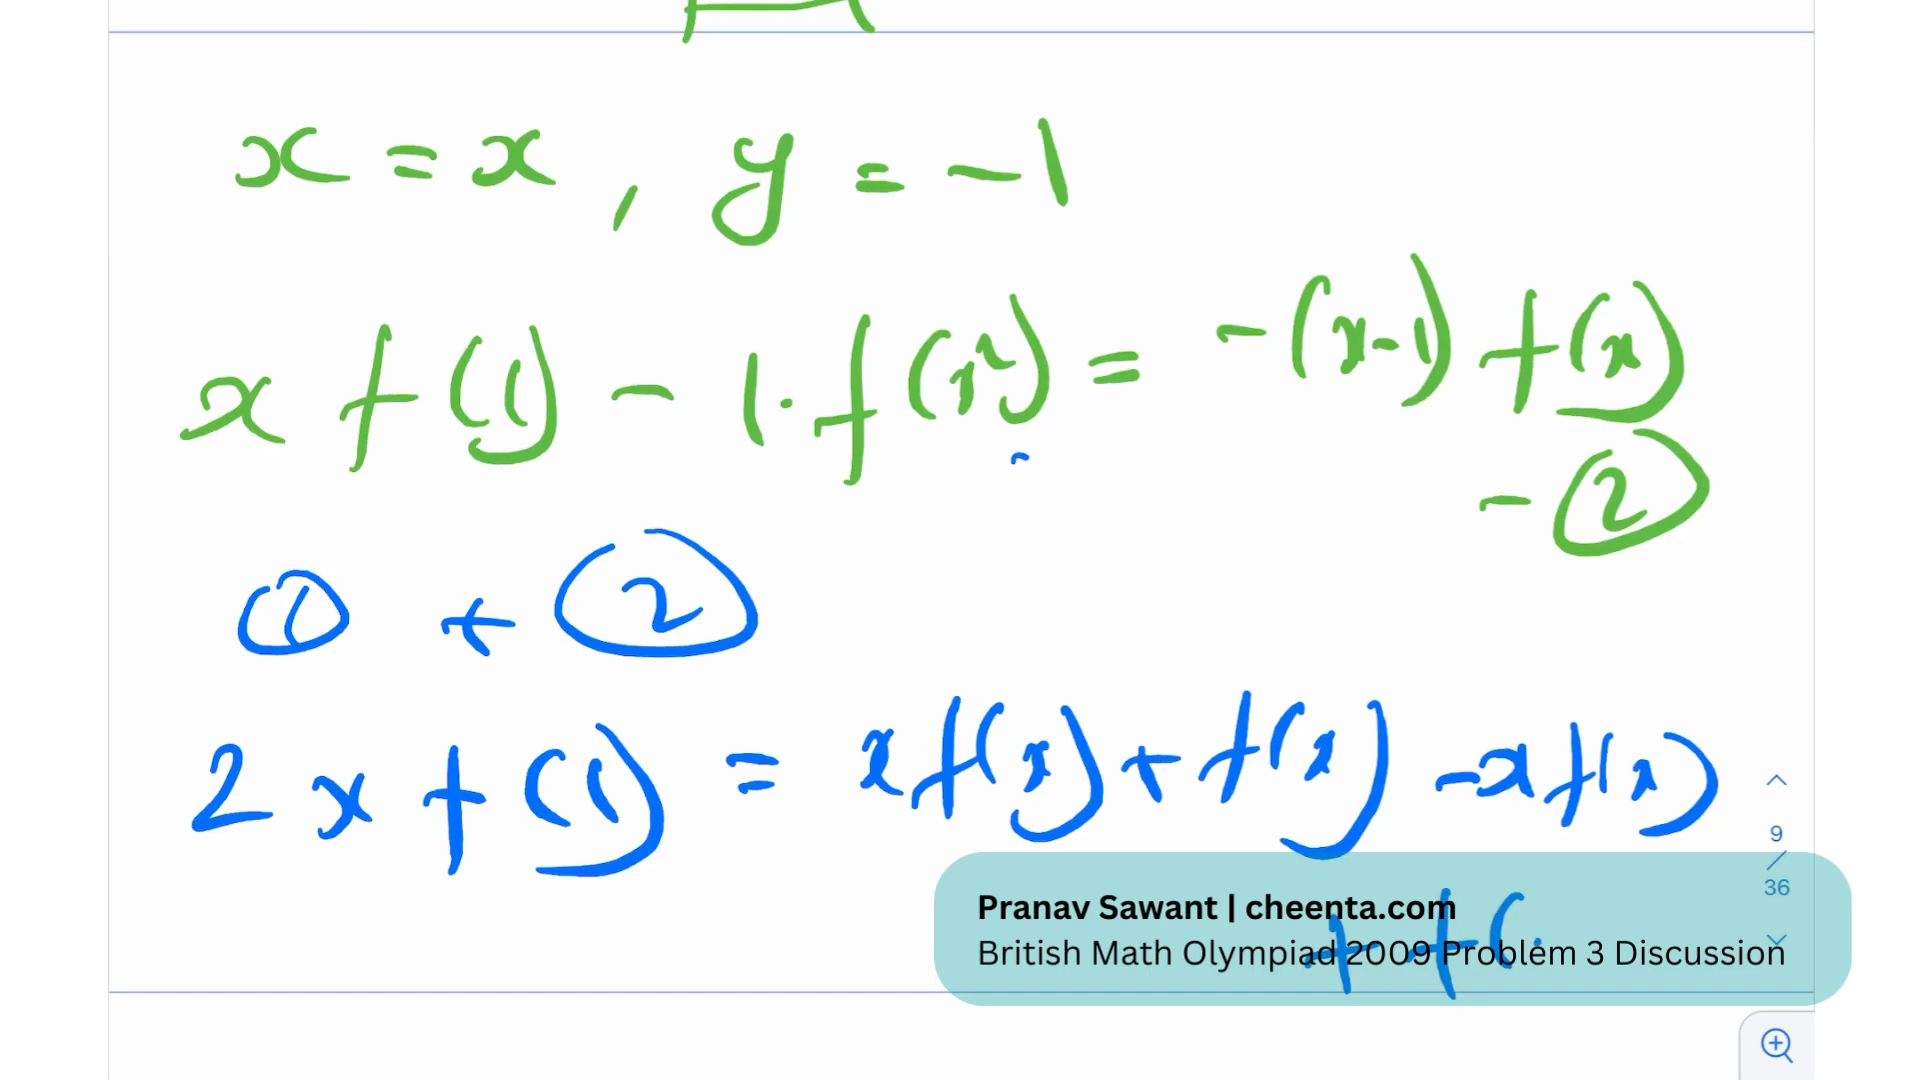 x = x , y = -1
x f(1) - 1·f(x²) = -(x-1) f(x)
- ②
① + ②
2x f(1) = x f(x) + f(x) - x f(x)
+ f(
9
/
36
Pranav Sawant | cheenta.com
British Math Olympiad 2009 Problem 3 Discussion